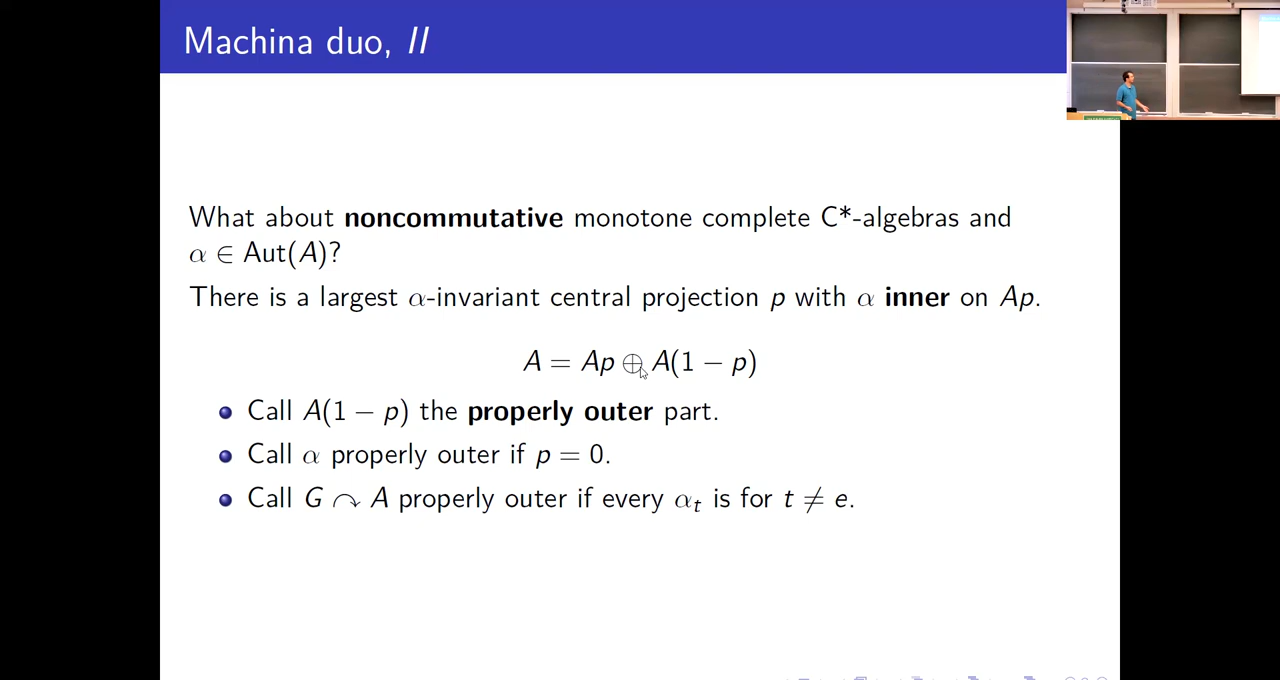 Machina duo, II
What about noncommutative monotone complete C*-algebras and
α ∈ Aut(A)?
There is a largest α-invariant central projection p with α inner on Ap.
A = Ap ⊕ A(1 − p)
Call A(1 − p) the properly outer part.
Call α properly outer if p = 0.
Call G ↷ A properly outer if every αₜ is for t ≠ e.